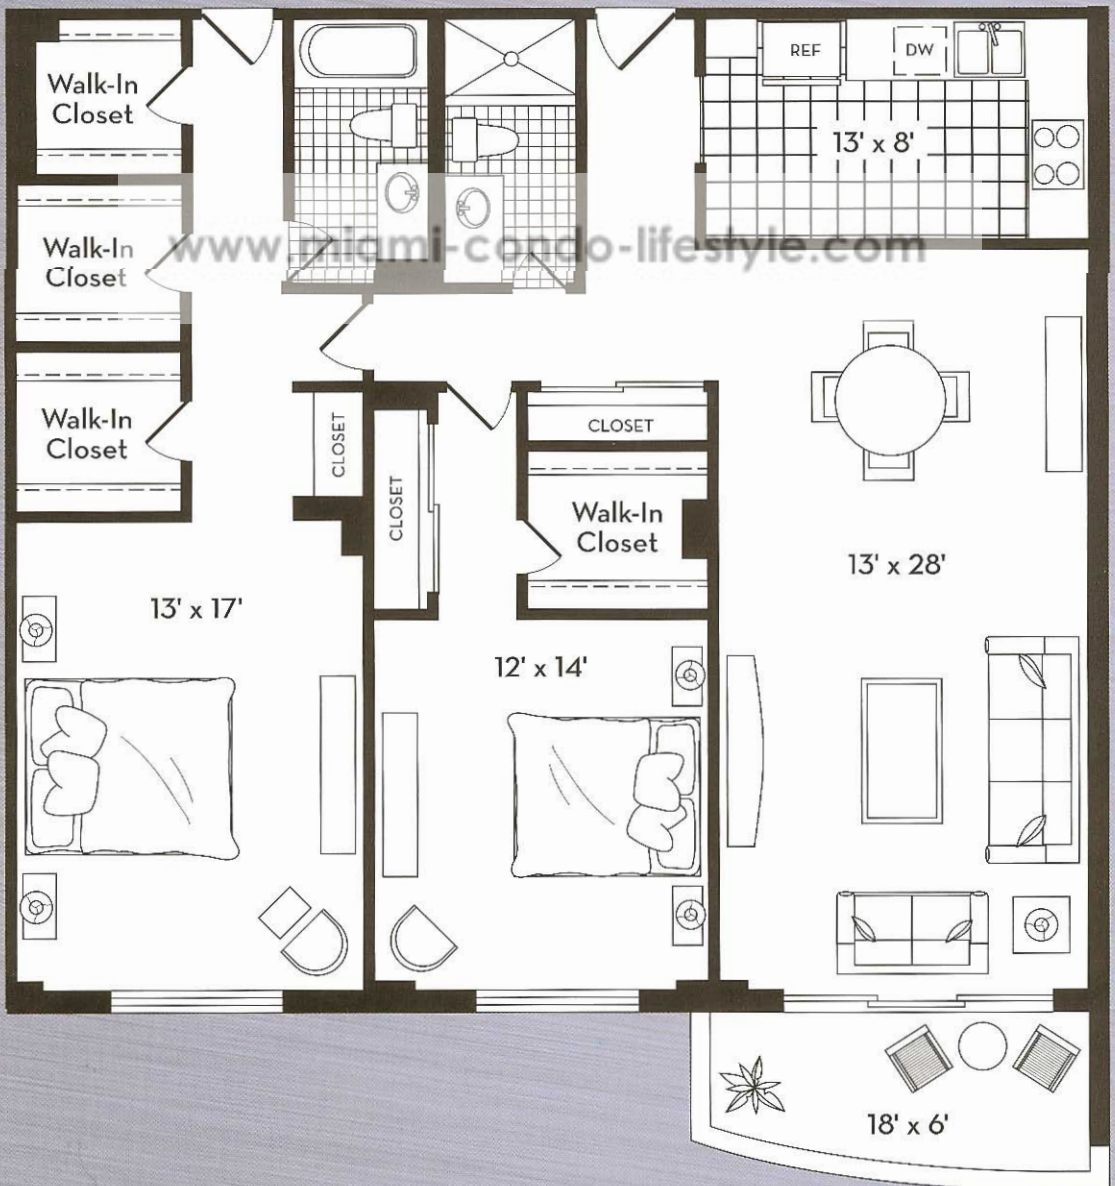 Walk-In
Closet
REF
DW
13' x 8'
Walk-In
Closet
www.miami-condo-lifestyle.com
Walk-In
Closet
CLOSET
CLOSET
CLOSET
Walk-In
Closet
13' x 28'
13' x 17'
12' x 14'
18' x 6'